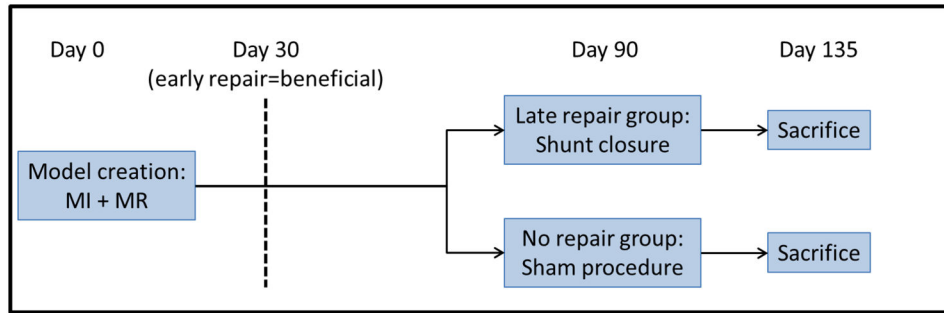 Day 0
Day 30
(early repair=beneficial)
Day 90
Day 135
Model creation:
MI + MR
Late repair group:
Shunt closure
Sacrifice
No repair group:
Sham procedure
Sacrifice